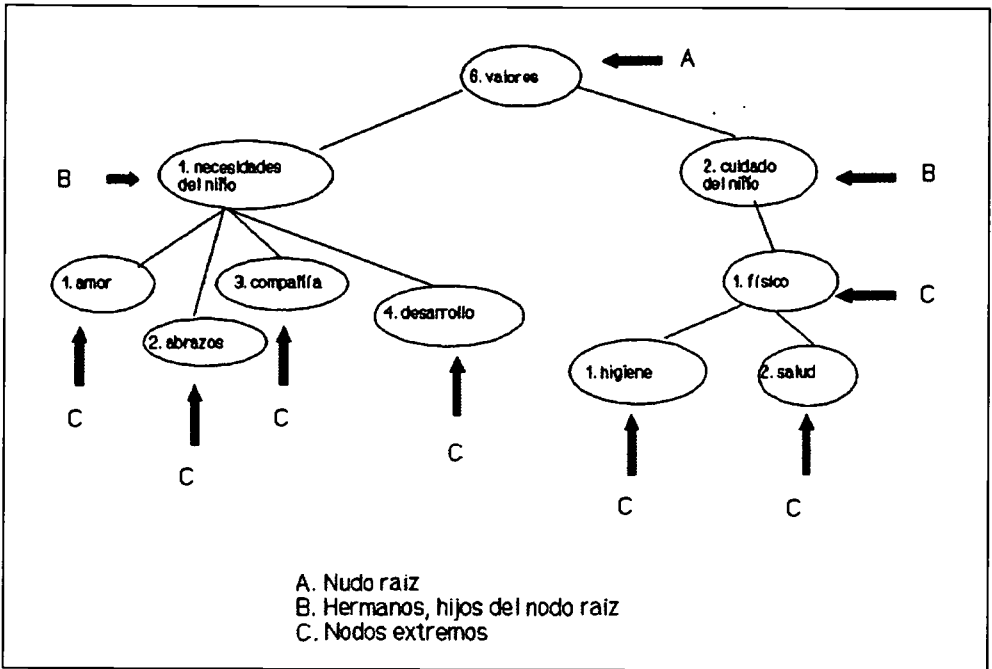 6. valores
A
1. necesidades
del niño
B
2. cuidado
del niño
B
1. amor
2. abrazos
3. compañía
4. desarrollo
1. físico
C
1. higiene
2. salud
C
C
C
C
C
C
A. Nudo raiz
B. Hermanos, hijos del nodo raiz
C. Nodos extremos